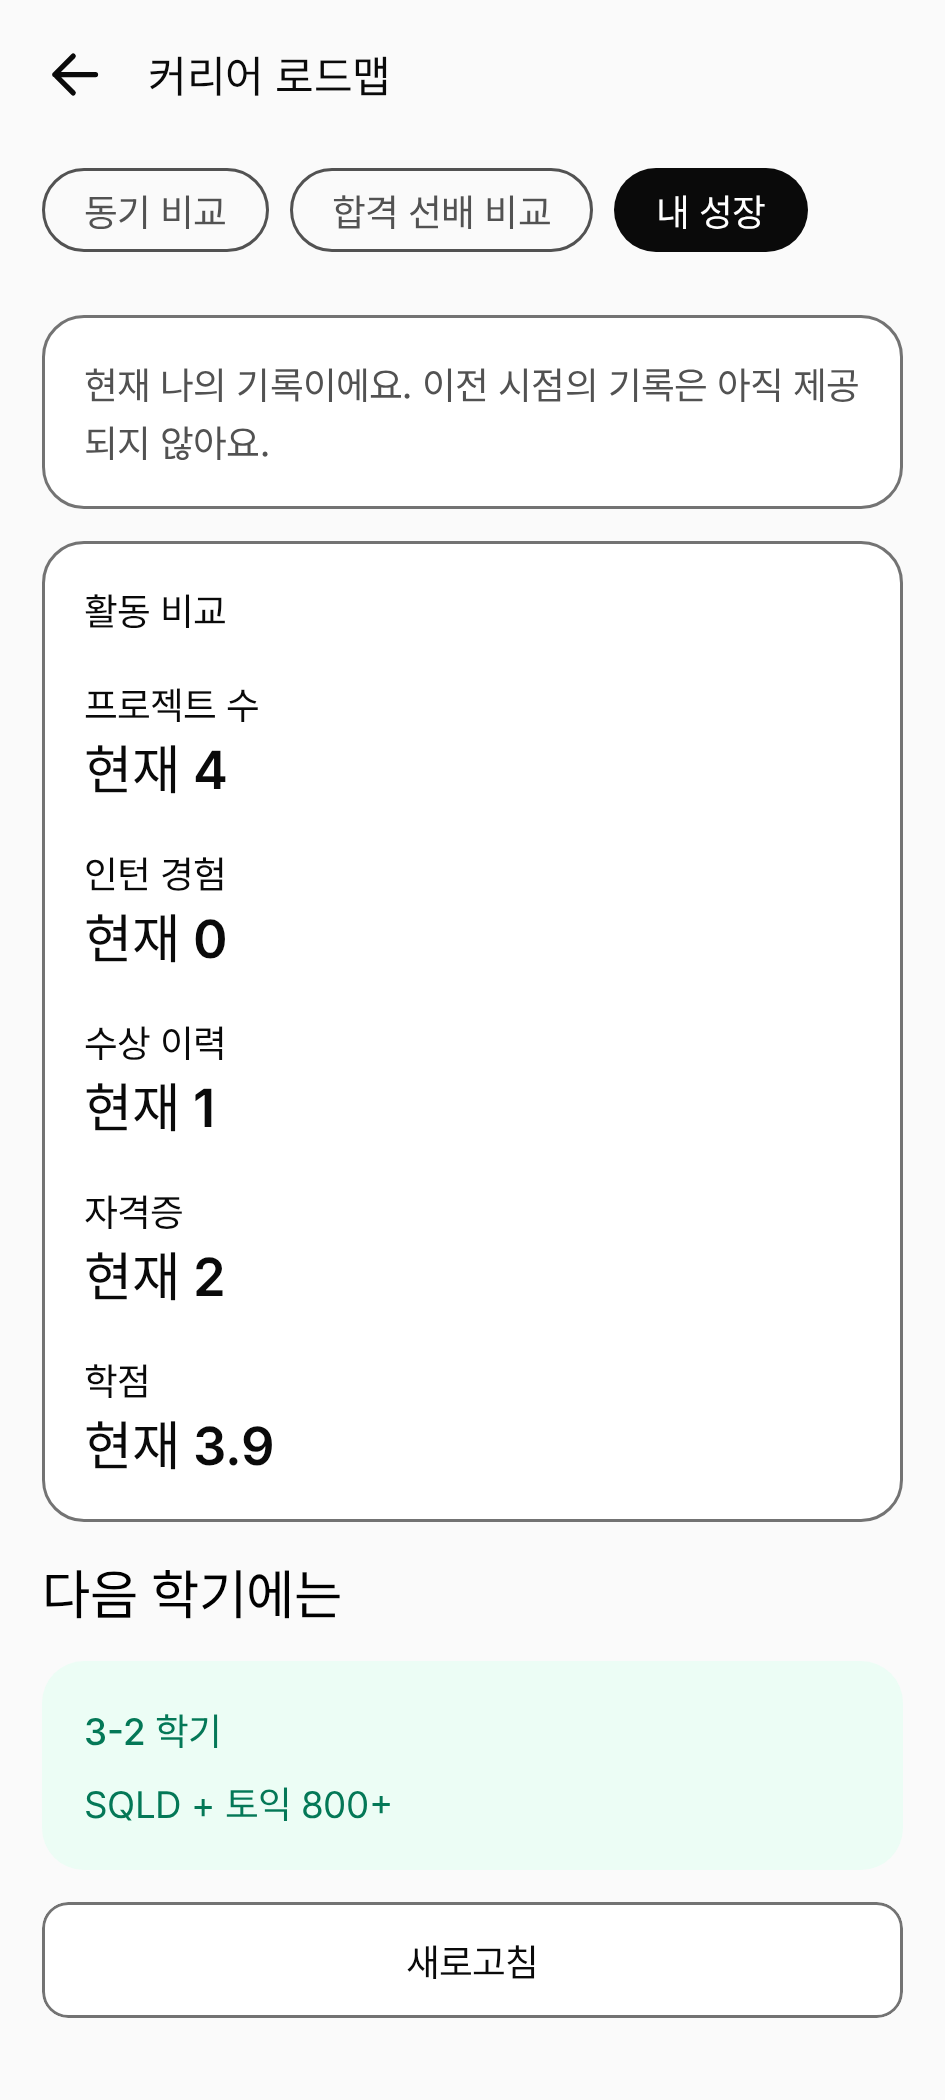 커리어 로드맵
동기 비교
합격 선배 비교
내 성장
현재 나의 기록이에요. 이전 시점의 기록은 아직 제공
되지 않아요.
활동 비교
프로젝트 수
현재 4
인턴 경험
현재 0
수상 이력
현재 1
자격증
현재 2
학점
현재 3.9
다음 학기에는
3-2 학기
SQLD + 토익 800+
새로고침